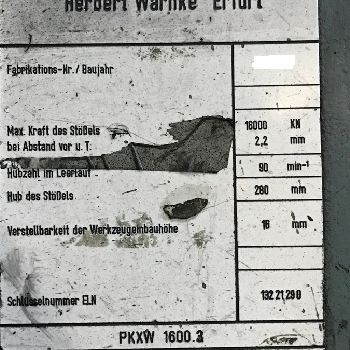 Herbert Warnke Erfurt
Fabrikations-Nr./Baujahr
Max. Kraft des Stößels 16000 KN
bei Abstand vor u.T. 2,2 mm
Hubzahl im Leerlauf 90 min⁻¹
Hub des Stößels 280 mm
Verstellbarkeit der Werkzeugeinbauhöhe 16 mm
Schlüsselnummer ELN 132 21 29 0
PKXW 1600.3